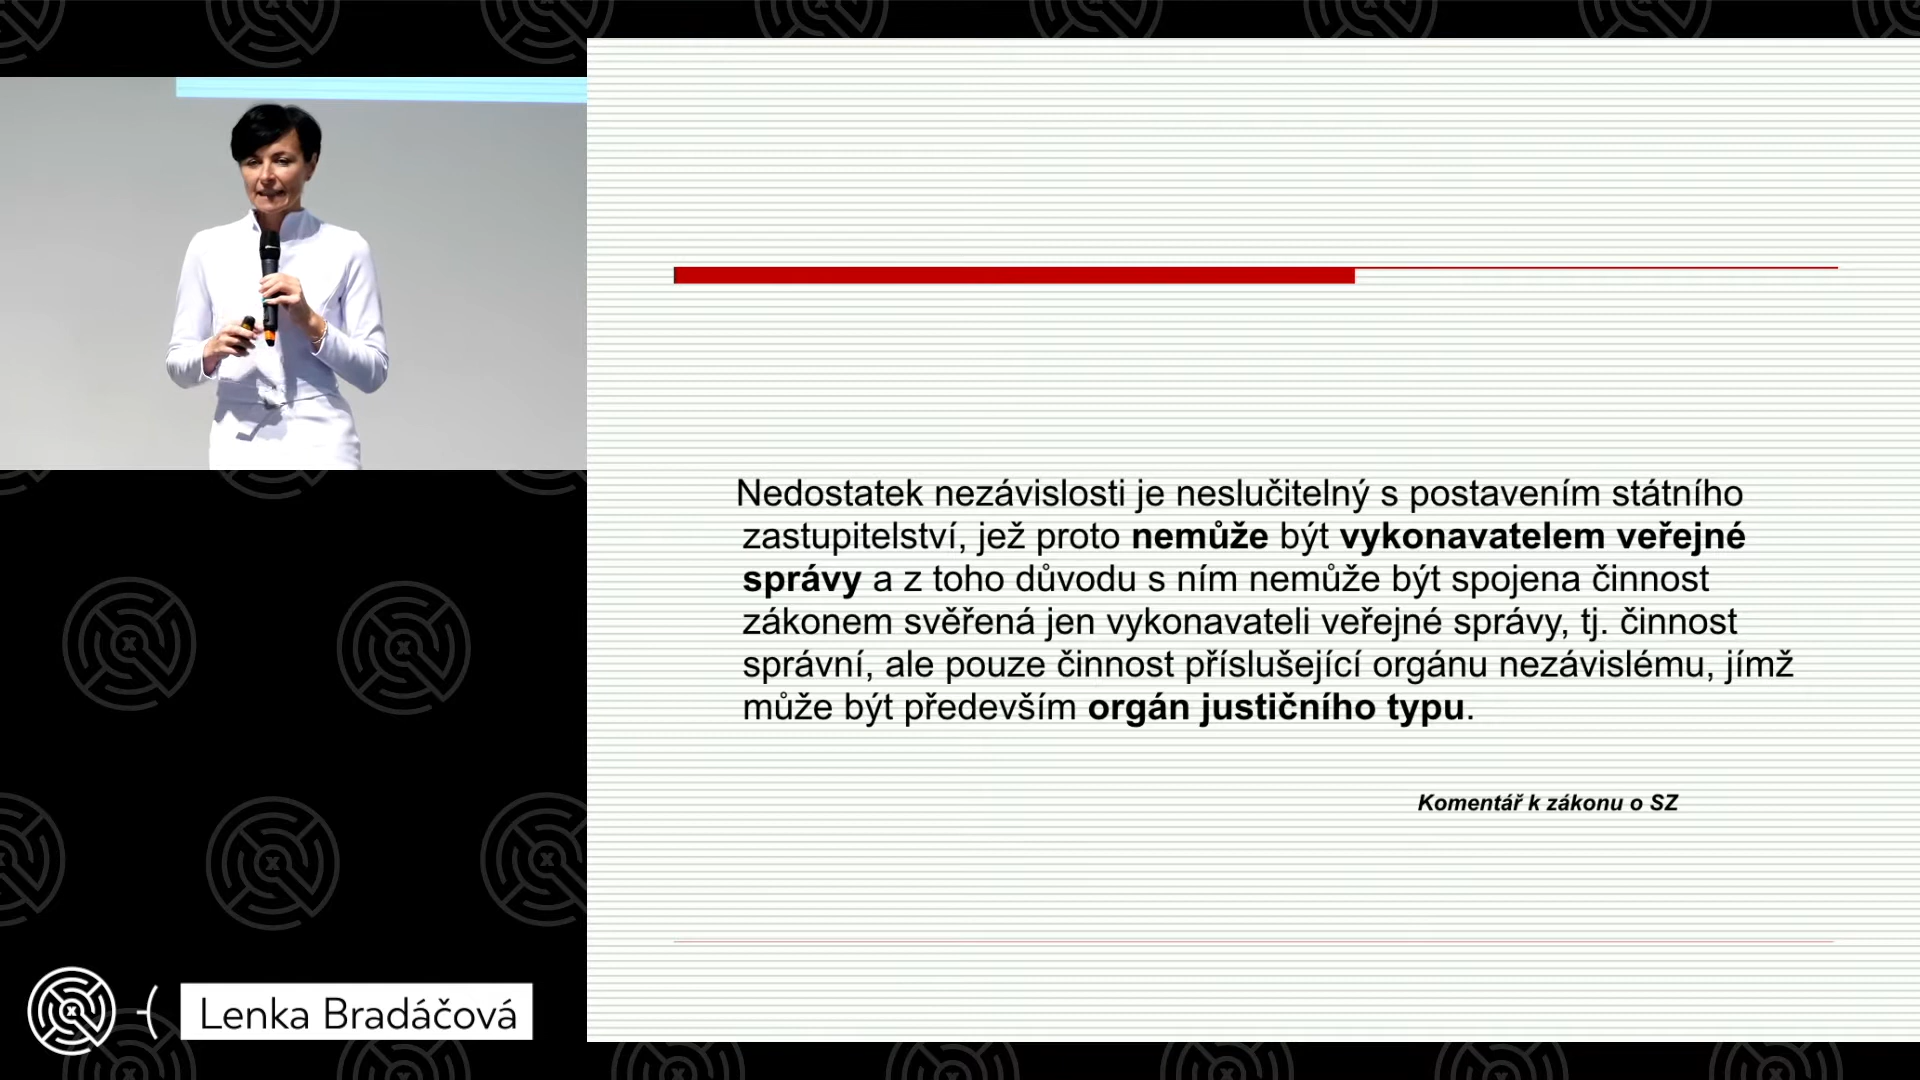 Nedostatek nezávislosti je neslučitelný s postavením státního
zastupitelství, jež proto nemůže být vykonavatelem veřejné
správy a z toho důvodu s ním nemůže být spojena činnost
zákonem svěřená jen vykonavateli veřejné správy, tj. činnost
správní, ale pouze činnost příslušející orgánu nezávislému, jímž
může být především orgán justičního typu.
Komentář k zákonu o SZ
Lenka Bradáčová